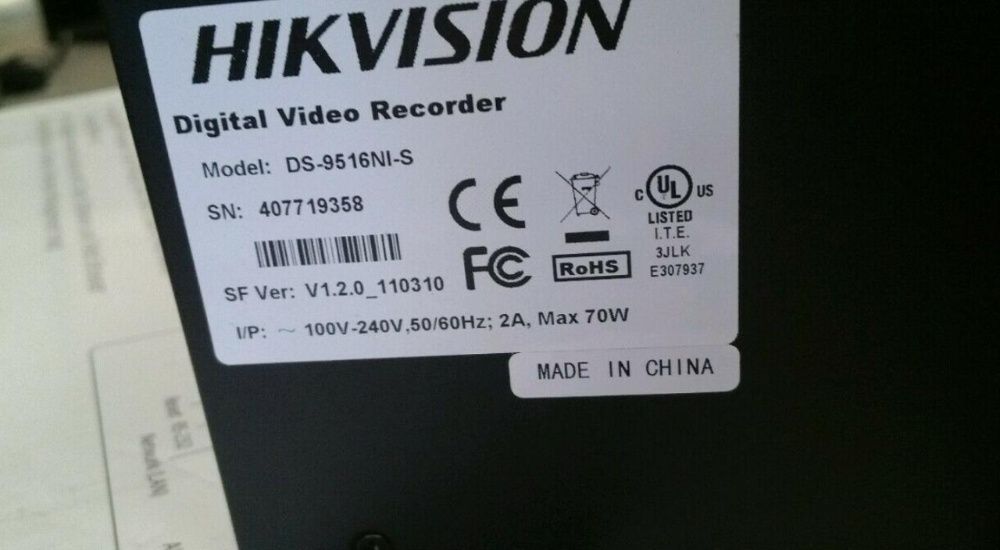 HIKVISION
Digital Video Recorder
Model: DS-9516NI-S
SN: 407719358
CE
C UL US
LISTED
I.T.E.
3JLK
E307937
FC
RoHS
SF Ver: V1.2.0_110310
I/P: ~ 100V-240V,50/60Hz; 2A, Max 70W
MADE IN CHINA